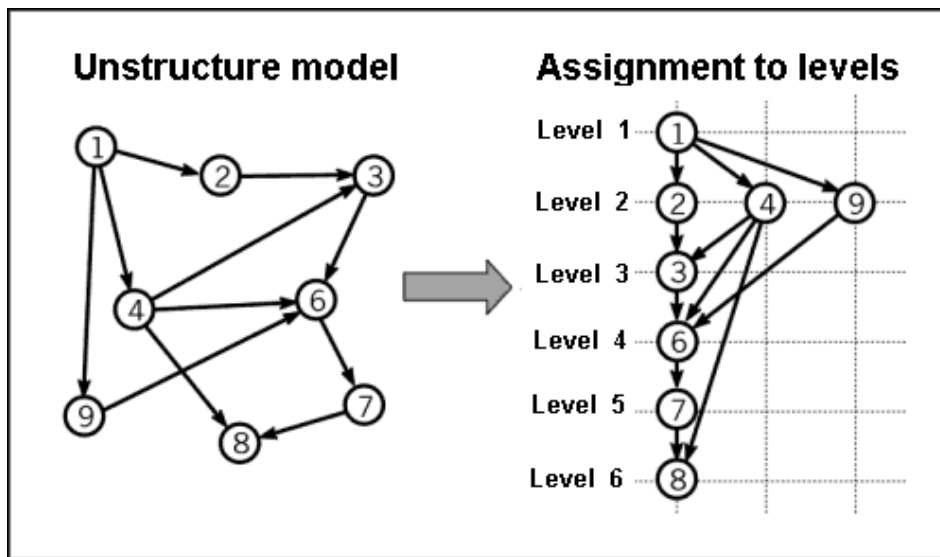 Unstructure model
Assignment to levels
1
2
3
4
6
9
7
8
Level 1
1
Level 2
2
4
9
Level 3
3
Level 4
6
Level 5
7
Level 6
8